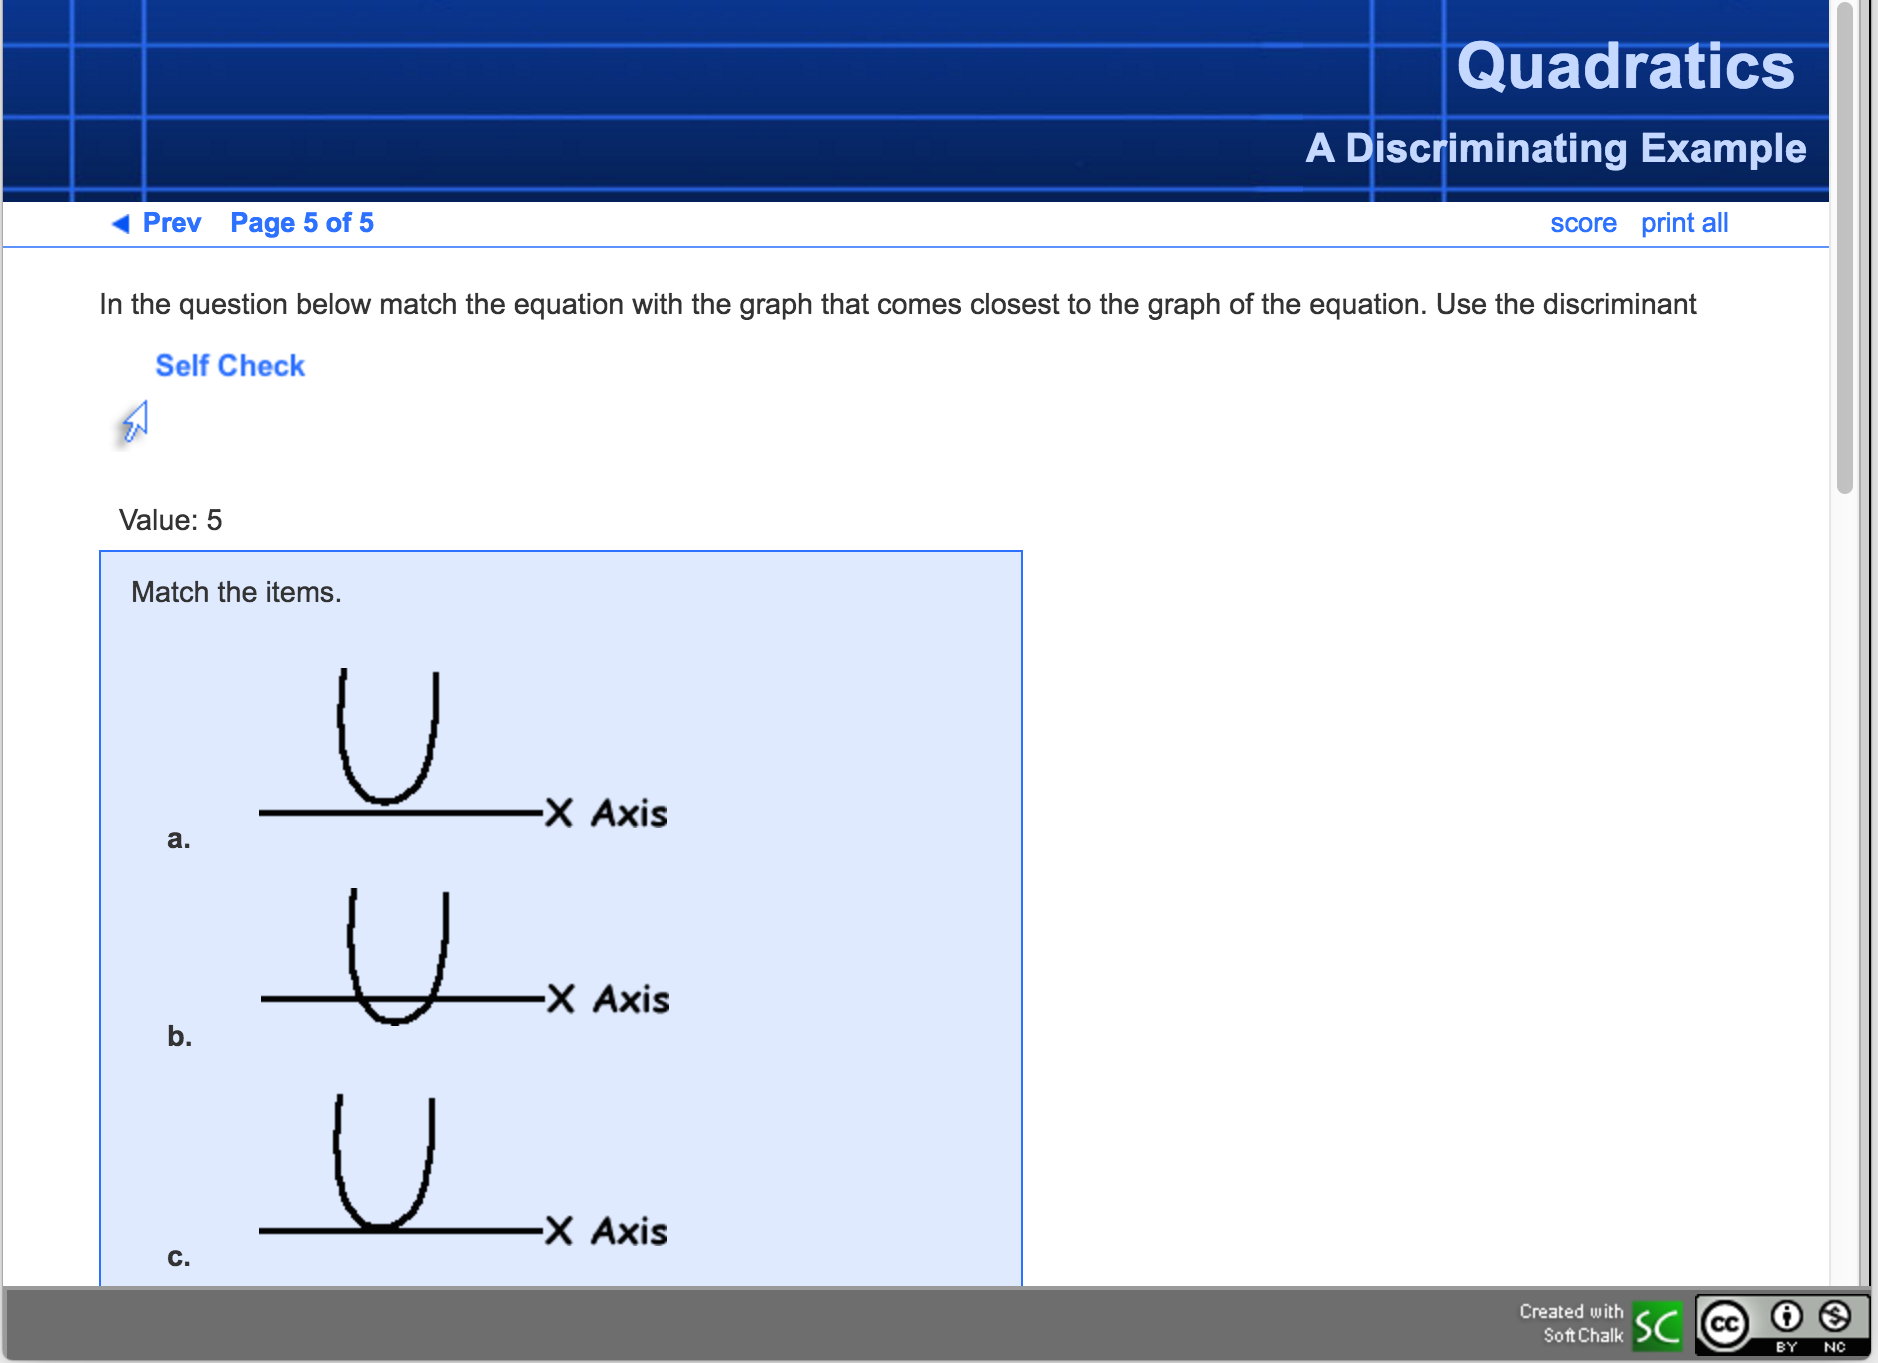 Quadratics
A Discriminating Example
Prev Page 5 of 5 score print all
In the question below match the equation with the graph that comes closest to the graph of the equation. Use the discriminant
Self Check
Value: 5
Match the items.
X Axis
a.
X Axis
b.
X Axis
c.
Created with
SoftChalk
SC
cc
BY NC